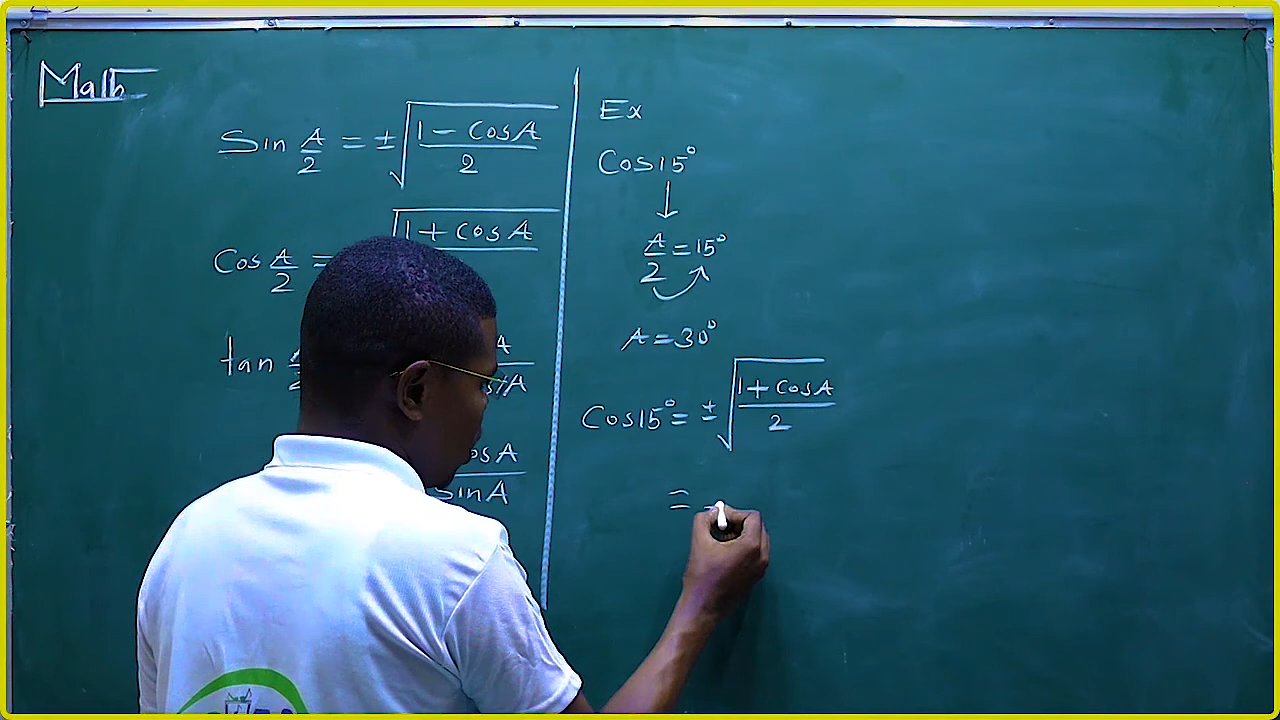 Math
Sin A/2 = ± √(1 - CosA)/2
Cos A/2 = √1 + CosA
tan
A
A
osA
sinA
Ex
Cos15°
↓
A/2 = 15°
A = 30°
Cos15° = ± √(1 + CosA)/2
=